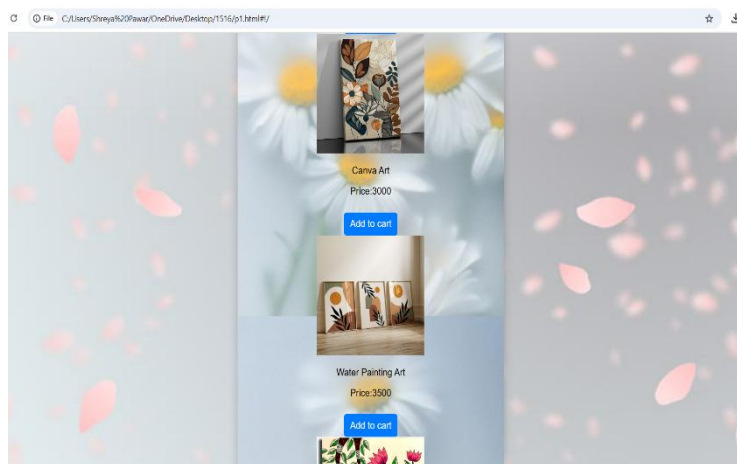 File C:/Users/Shreya%20Pawar/OneDrive/Desktop/1516/p1.html#!/
Canva Art
Price:3000
Add to cart
Water Painting Art
Price:3500
Add to cart